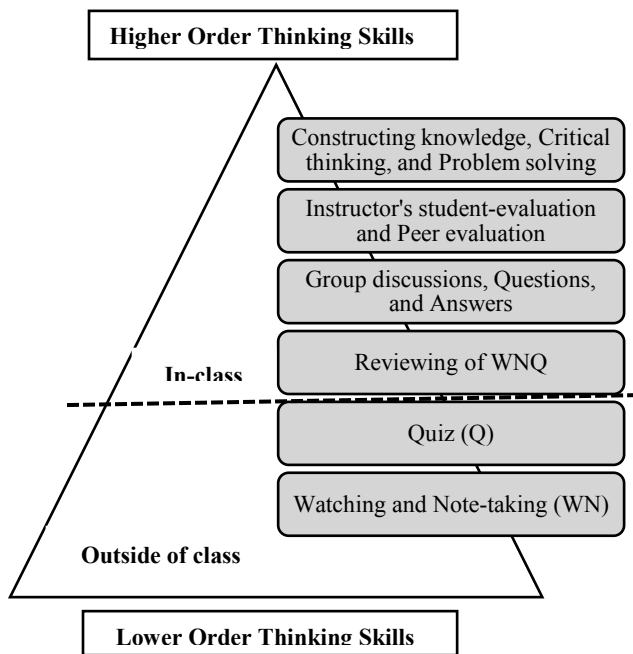 Higher Order Thinking Skills
Constructing knowledge, Critical
thinking, and Problem solving
Instructor's student-evaluation
and Peer evaluation
Group discussions, Questions,
and Answers
Reviewing of WNQ
In-class
Quiz (Q)
Watching and Note-taking (WN)
Outside of class
Lower Order Thinking Skills